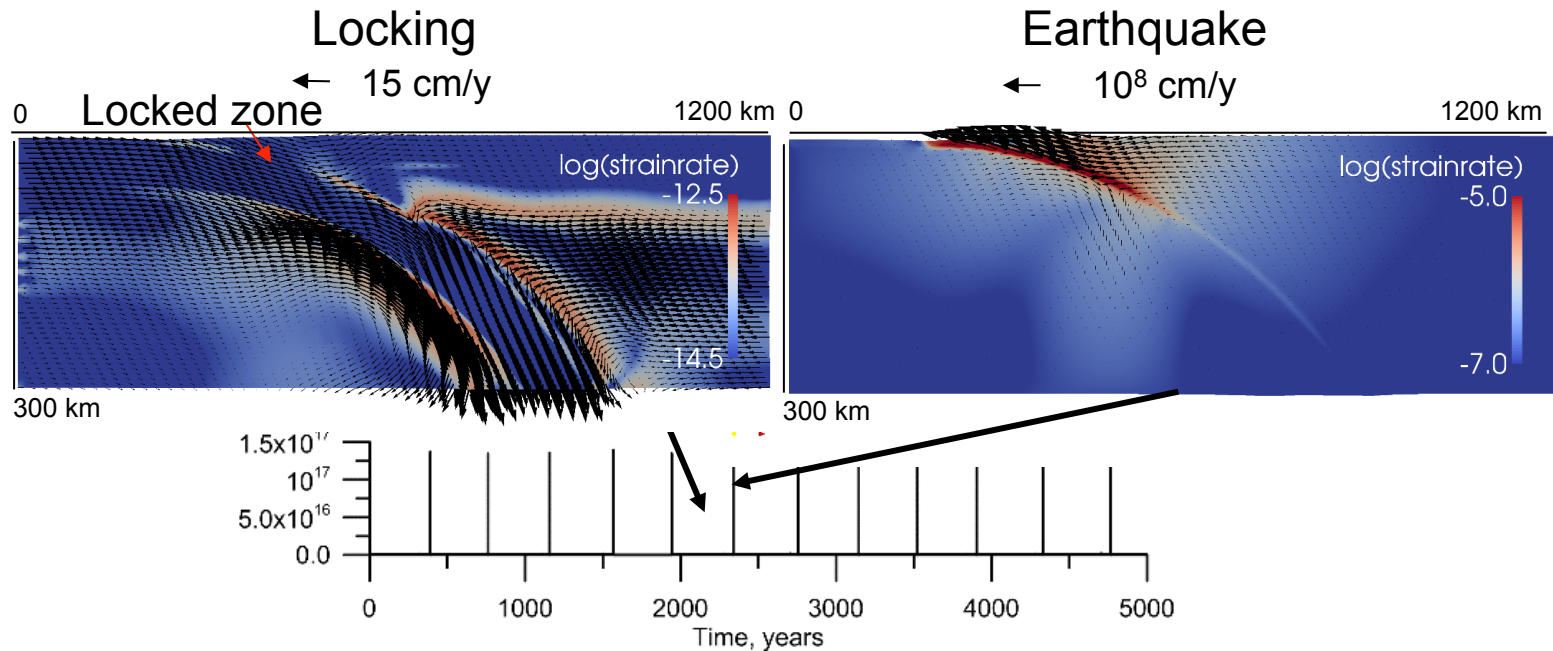 Locking
Earthquake
← 15 cm/y
← 10⁸ cm/y
0
Locked zone
1200 km
0
1200 km
log(strainrate)
-12.5
-14.5
log(strainrate)
-5.0
-7.0
300 km
300 km
1.5x10¹⁷
10¹⁷
5.0x10¹⁶
0.0
0 1000 2000 3000 4000 5000
Time, years